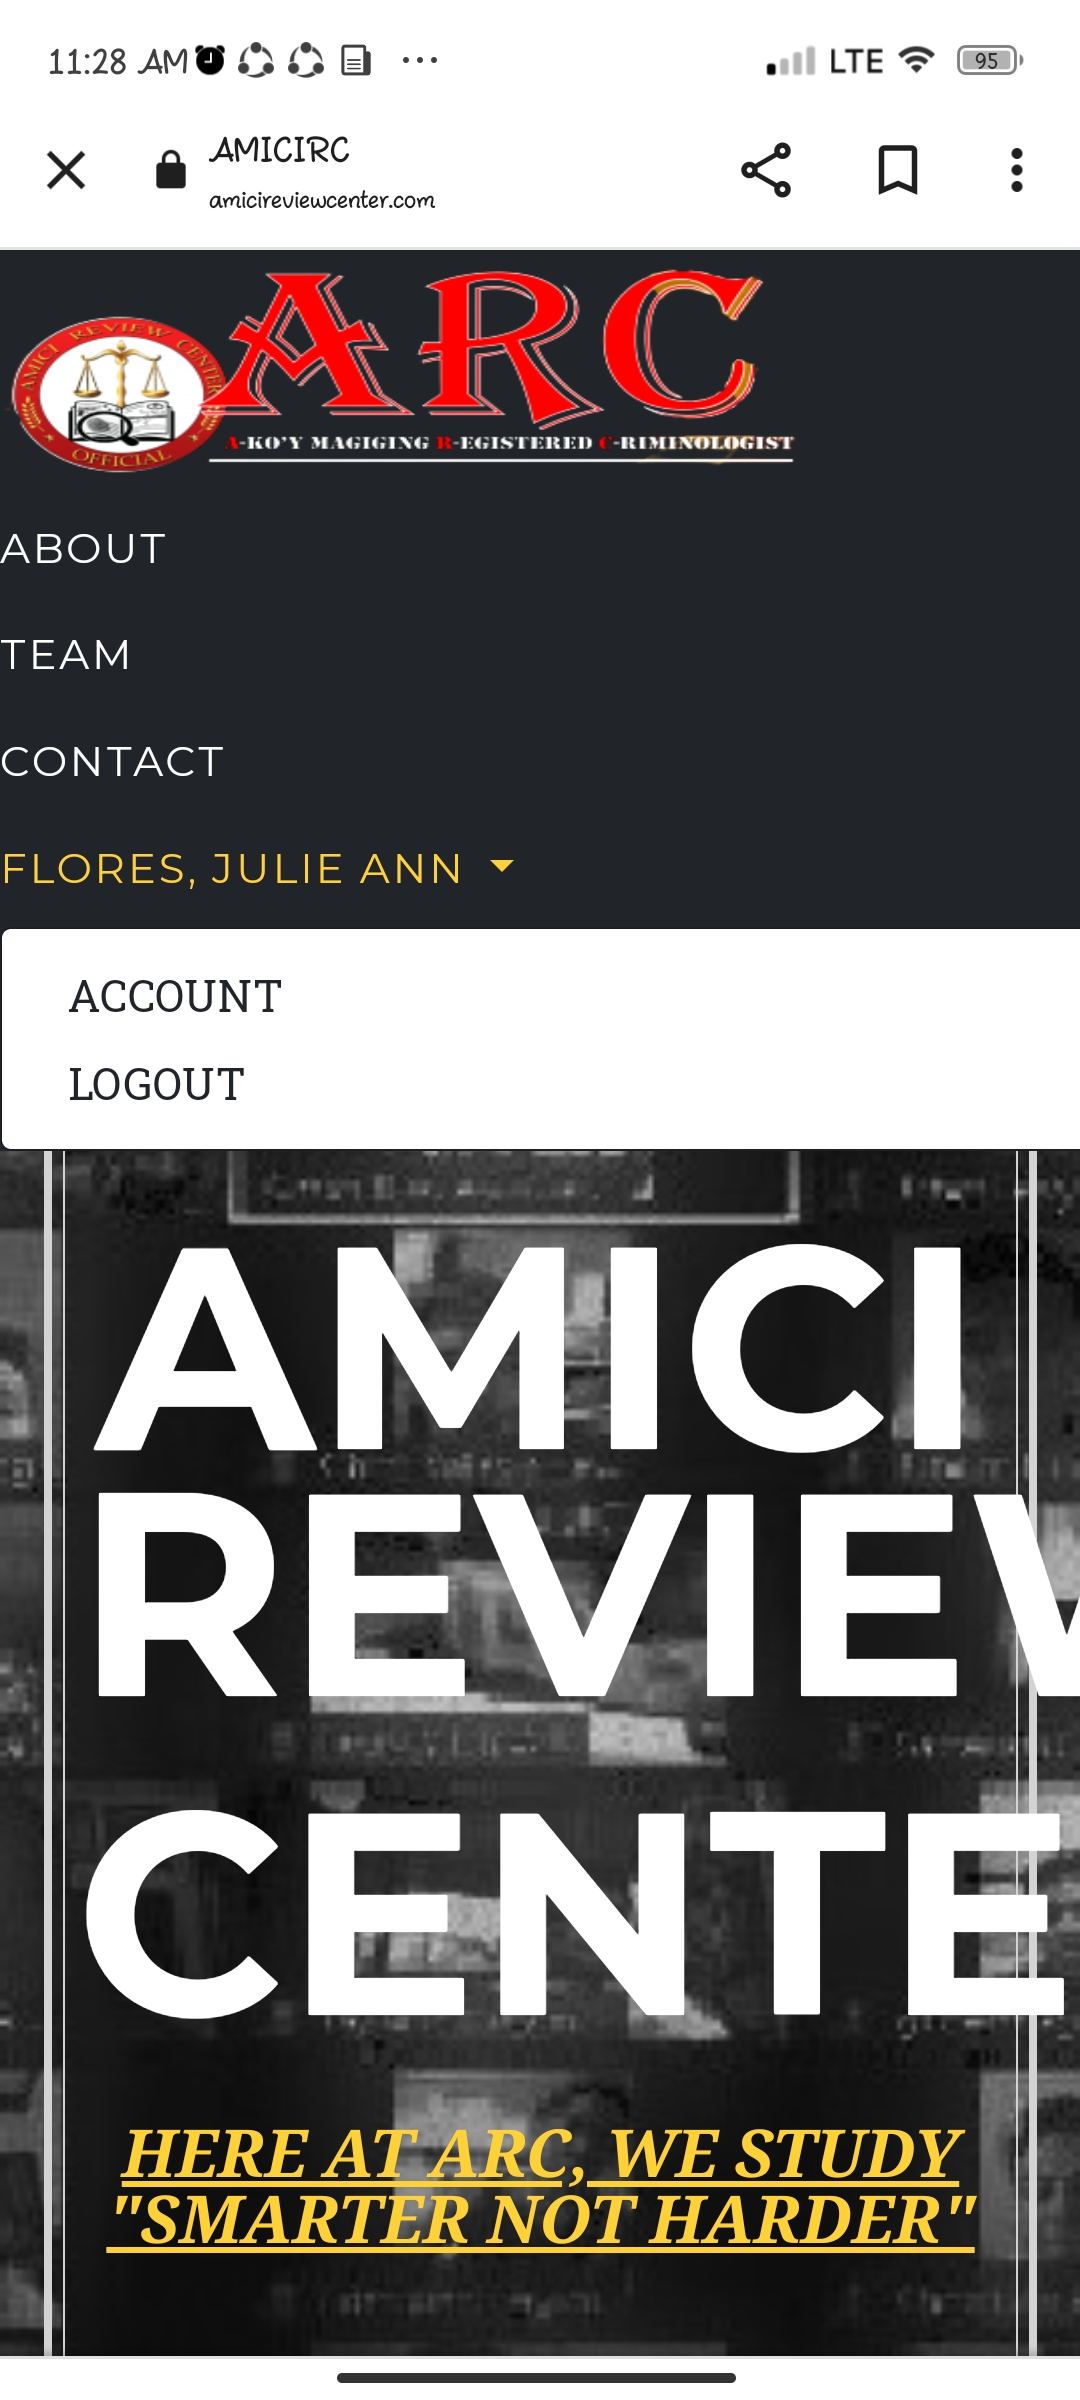 11:28 AM
LTE
95
AMICIRC
amicireviewcenter.com
AMICI REVIEW CENTER
OFFICIAL
ARC
A-KO'Y MAGIGING R-EGISTERED C-RIMINOLOGIST
ABOUT
TEAM
CONTACT
FLORES, JULIE ANN
ACCOUNT
LOGOUT
AMICI
REVIEW
CENTE
HERE AT ARC, WE STUDY
"SMARTER NOT HARDER"